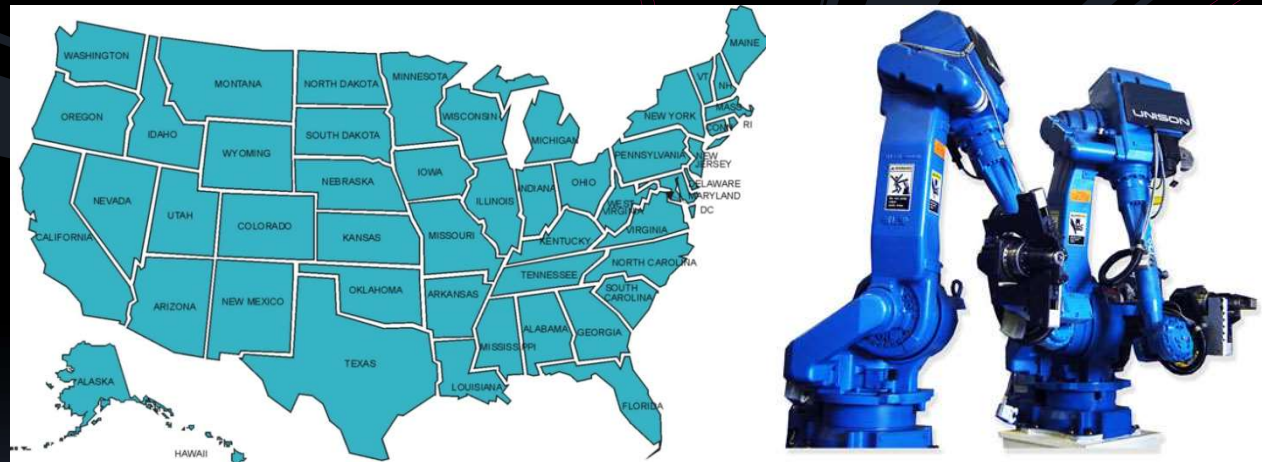 WASHINGTON
MONTANA
NORTH DAKOTA
MINNESOTA
MAINE
VT
NH
OREGON
IDAHO
WYOMING
SOUTH DAKOTA
WISCONSIN
MICHIGAN
NEW YORK
MASS
CONN
RI
NEVADA
UTAH
COLORADO
NEBRASKA
IOWA
ILLINOIS
INDIANA
OHIO
PENNSYLVANIA
NEW
JERSEY
DELAWARE
MARYLAND
DC
WEST
VIRGINIA
VIRGINIA
CALIFORNIA
KANSAS
MISSOURI
KENTUCKY
NORTH CAROLINA
TENNESSEE
SOUTH
CAROLINA
ARIZONA
NEW MEXICO
OKLAHOMA
ARKANSAS
MISSISSIPPI
ALABAMA
GEORGIA
TEXAS
LOUISIANA
FLORIDA
ALASKA
HAWAII
UNISON